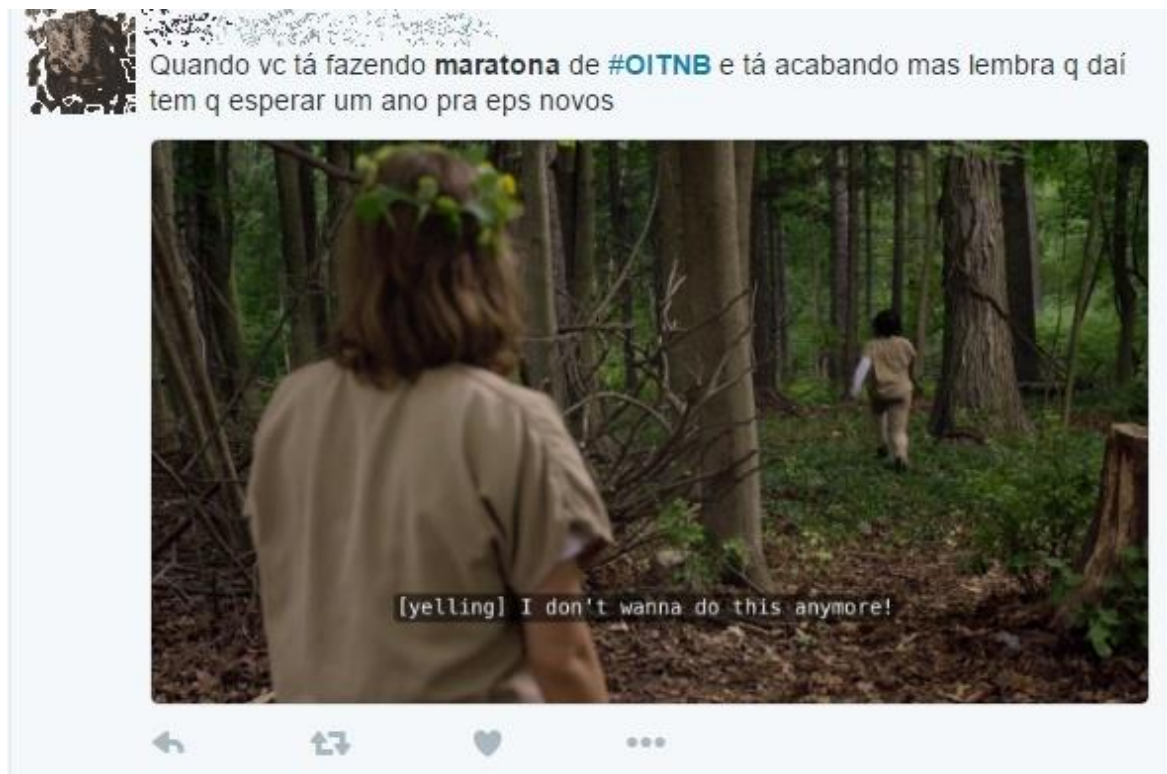 Quando vc tá fazendo maratona de #OITNB e tá acabando mas lembra q daí
tem q esperar um ano pra eps novos
[yelling] I don't wanna do this anymore!